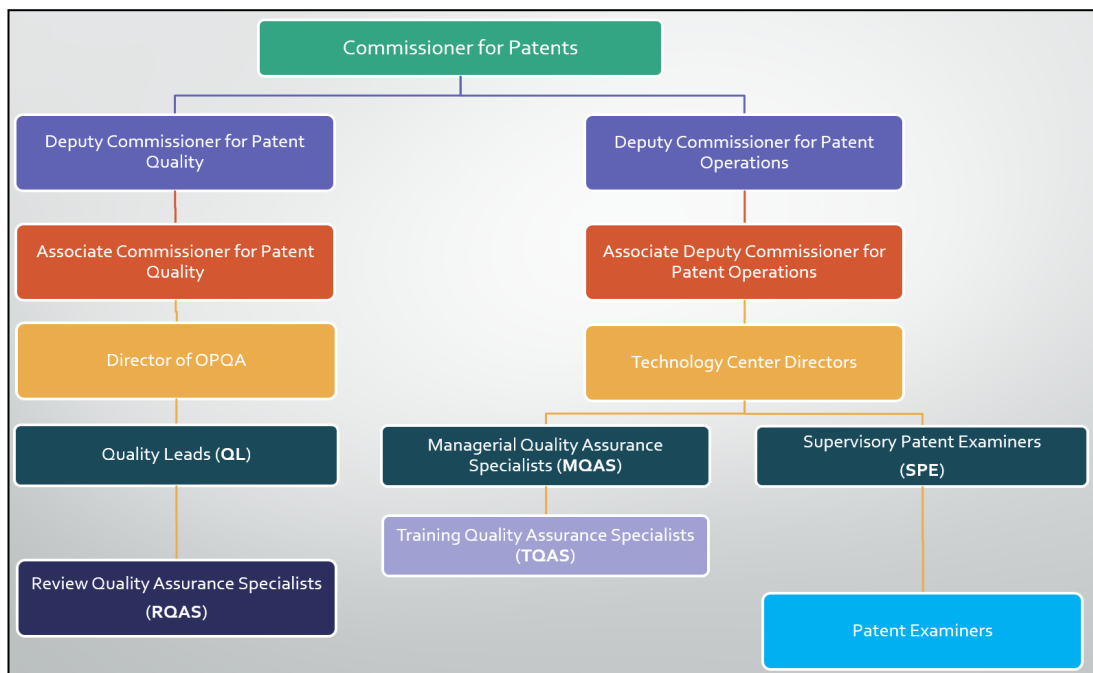 Commissioner for Patents
Deputy Commissioner for Patent
Quality
Deputy Commissioner for Patent
Operations
Associate Commissioner for Patent
Quality
Associate Deputy Commissioner for
Patent Operations
Director of OPQA
Technology Center Directors
Quality Leads (QL)
Managerial Quality Assurance
Specialists (MQAS)
Supervisory Patent Examiners
(SPE)
Training Quality Assurance Specialists
(TQAS)
Review Quality Assurance Specialists
(RQAS)
Patent Examiners